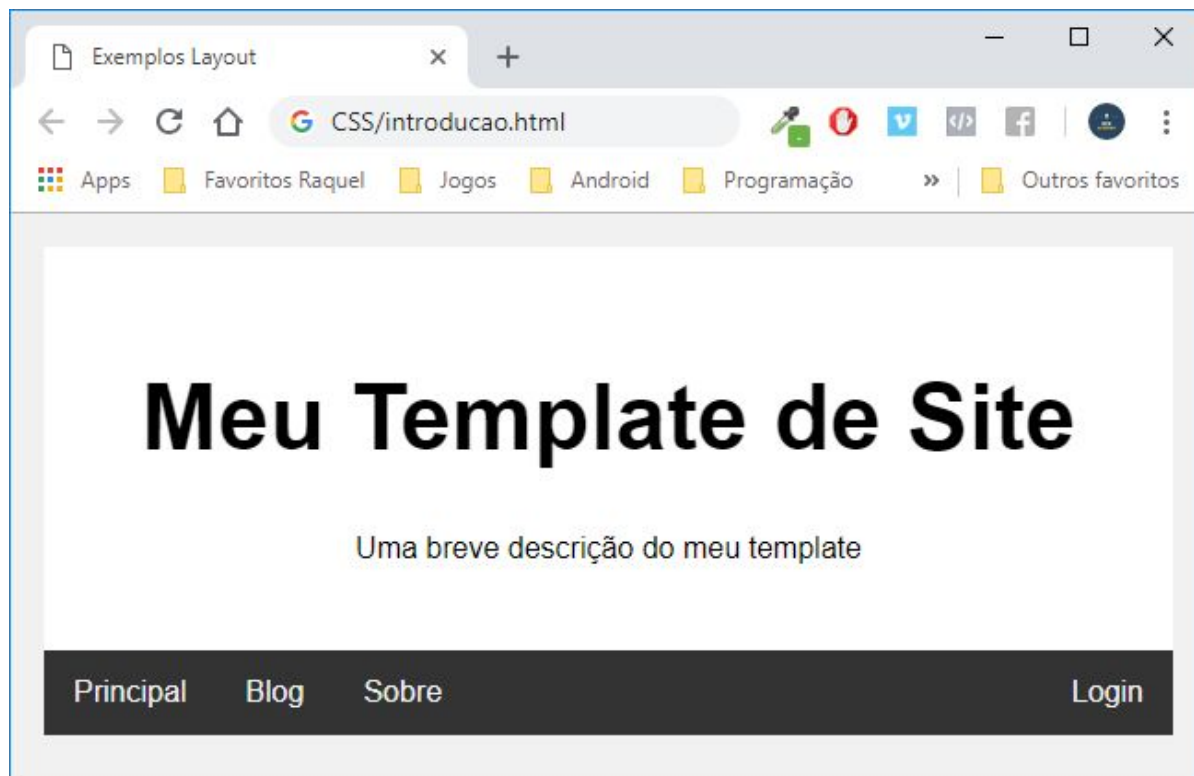 Exemplos Layout
CSS/introducao.html
Apps Favoritos Raquel Jogos Android Programação » Outros favoritos
Meu Template de Site
Uma breve descrição do meu template
Principal Blog Sobre Login